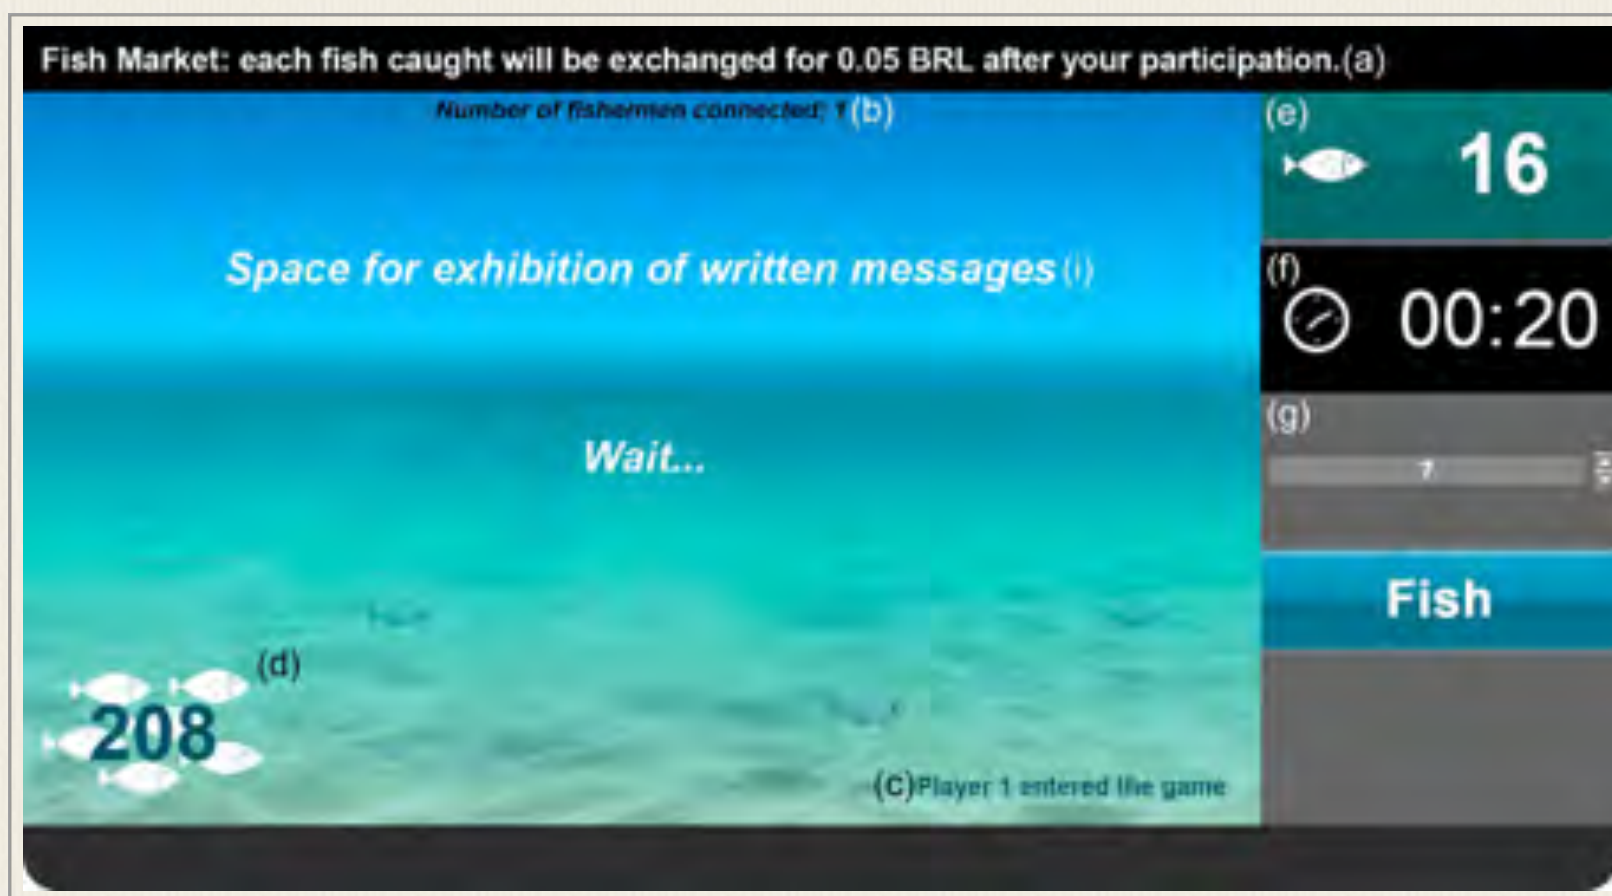 Fish Market: each fish caught will be exchanged for 0.05 BRL after your participation.(a)
Number of fishermen connected; 1(b)
(e)
16
Space for exhibition of written messages(i)
(f)
00:20
(g)
7
Wait...
Fish
(d)
208
(C)Player 1 entered the game